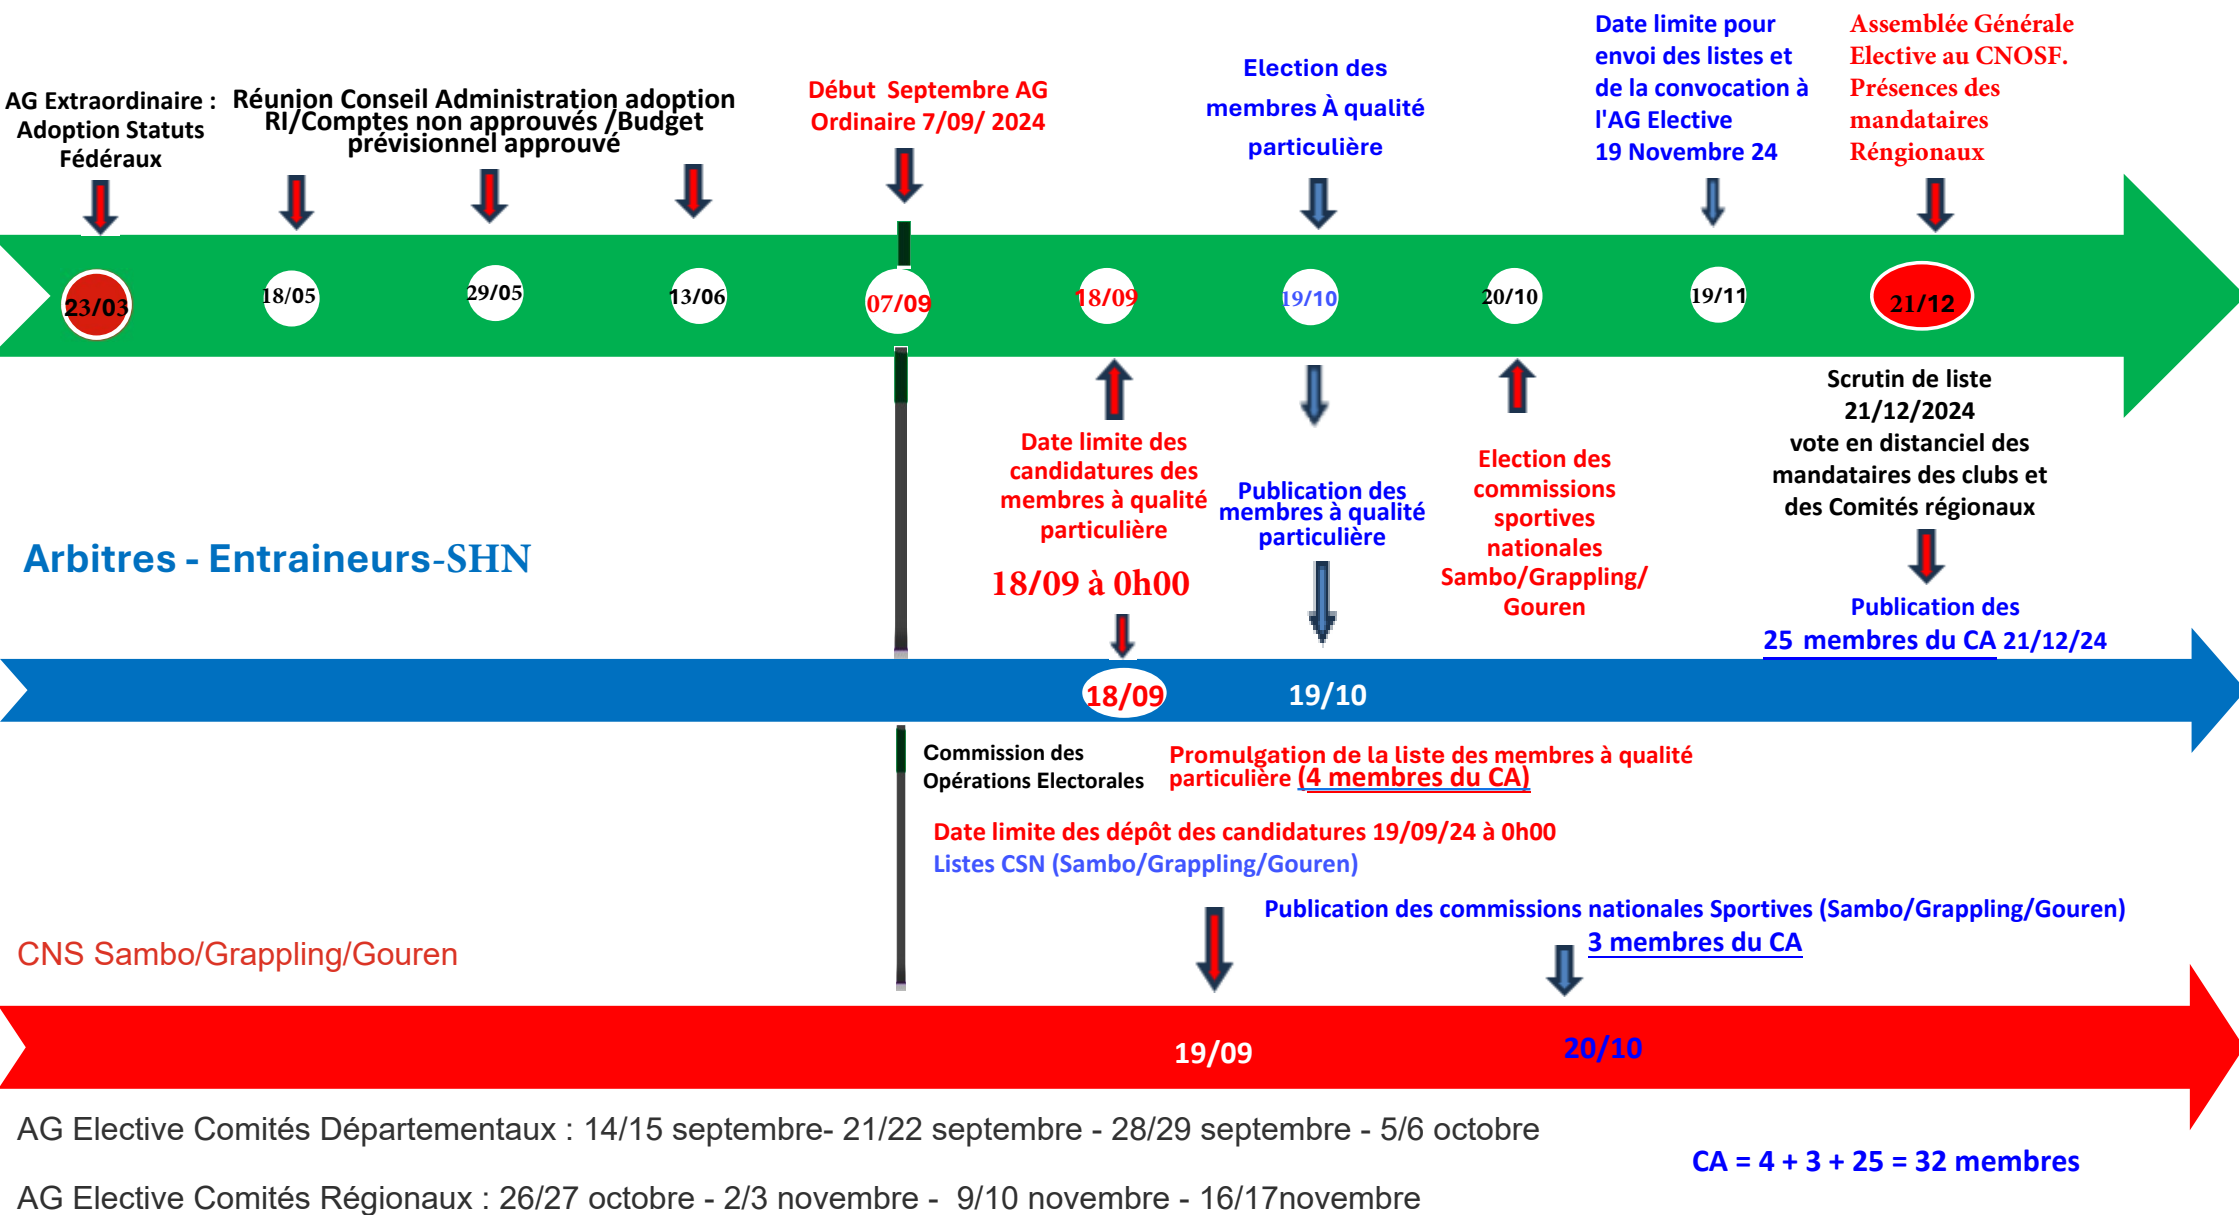 AG Extraordinaire :
Adoption Statuts
Fédéraux
Réunion Conseil Administration adoption
RI/Comptes non approuvés /Budget
prévisionnel approuvé
Début Septembre AG
Ordinaire 7/09/ 2024
Election des
membres À qualité
particulière
Date limite pour
envoi des listes et
de la convocation à
l'AG Elective
19 Novembre 24
Assemblée Générale
Elective au CNOSF.
Présences des
mandataires
Réngionaux
23/03
18/05
29/05
13/06
07/09
18/09
19/10
20/10
19/11
21/12
Date limite des
candidatures des
membres à qualité
particulière
18/09 à 0h00
Publication des
membres à qualité
particulière
Election des
commissions
sportives
nationales
Sambo/Grappling/
Gouren
Scrutin de liste
21/12/2024
vote en distanciel des
mandataires des clubs et
des Comités régionaux
Publication des
25 membres du CA 21/12/24
Arbitres - Entraineurs-SHN
18/09
19/10
Commission des
Opérations Electorales
Promulgation de la liste des membres à qualité
particulière (4 membres du CA)
Date limite des dépôt des candidatures 19/09/24 à 0h00
Listes CSN (Sambo/Grappling/Gouren)
Publication des commissions nationales Sportives (Sambo/Grappling/Gouren)
3 membres du CA
CNS Sambo/Grappling/Gouren
19/09
20/10
AG Elective Comités Départementaux : 14/15 septembre- 21/22 septembre - 28/29 septembre - 5/6 octobre
CA = 4 + 3 + 25 = 32 membres
AG Elective Comités Régionaux : 26/27 octobre - 2/3 novembre - 9/10 novembre - 16/17novembre